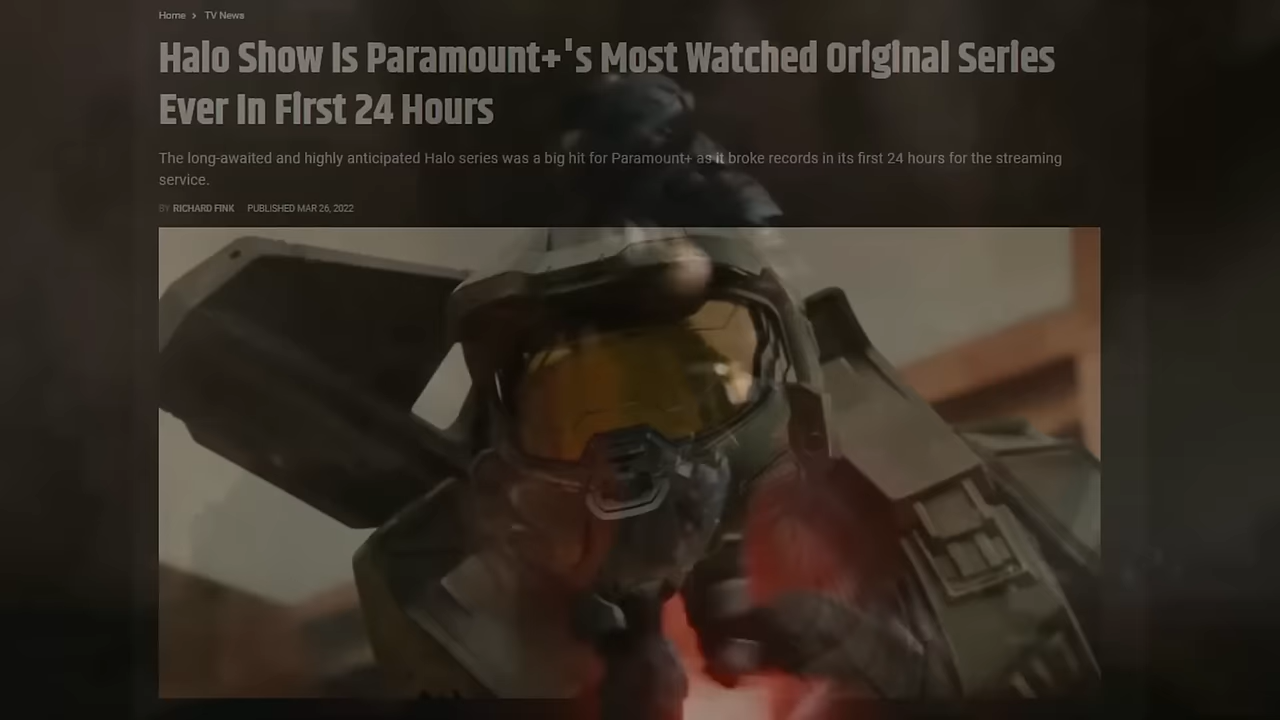 Home > TV News
Halo Show Is Paramount+'s Most Watched Original Series
Ever In First 24 Hours
The long-awaited and highly anticipated Halo series was a big hit for Paramount+ as it broke records in its first 24 hours for the streaming
service.
BY RICHARD FINK PUBLISHED MAR 26, 2022